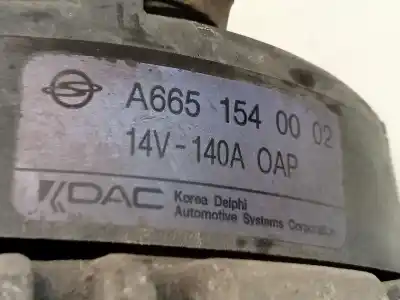 A665 154 00 02
14V-140A OAP
KDAC Korea Delphi
Automotive Systems Corporation